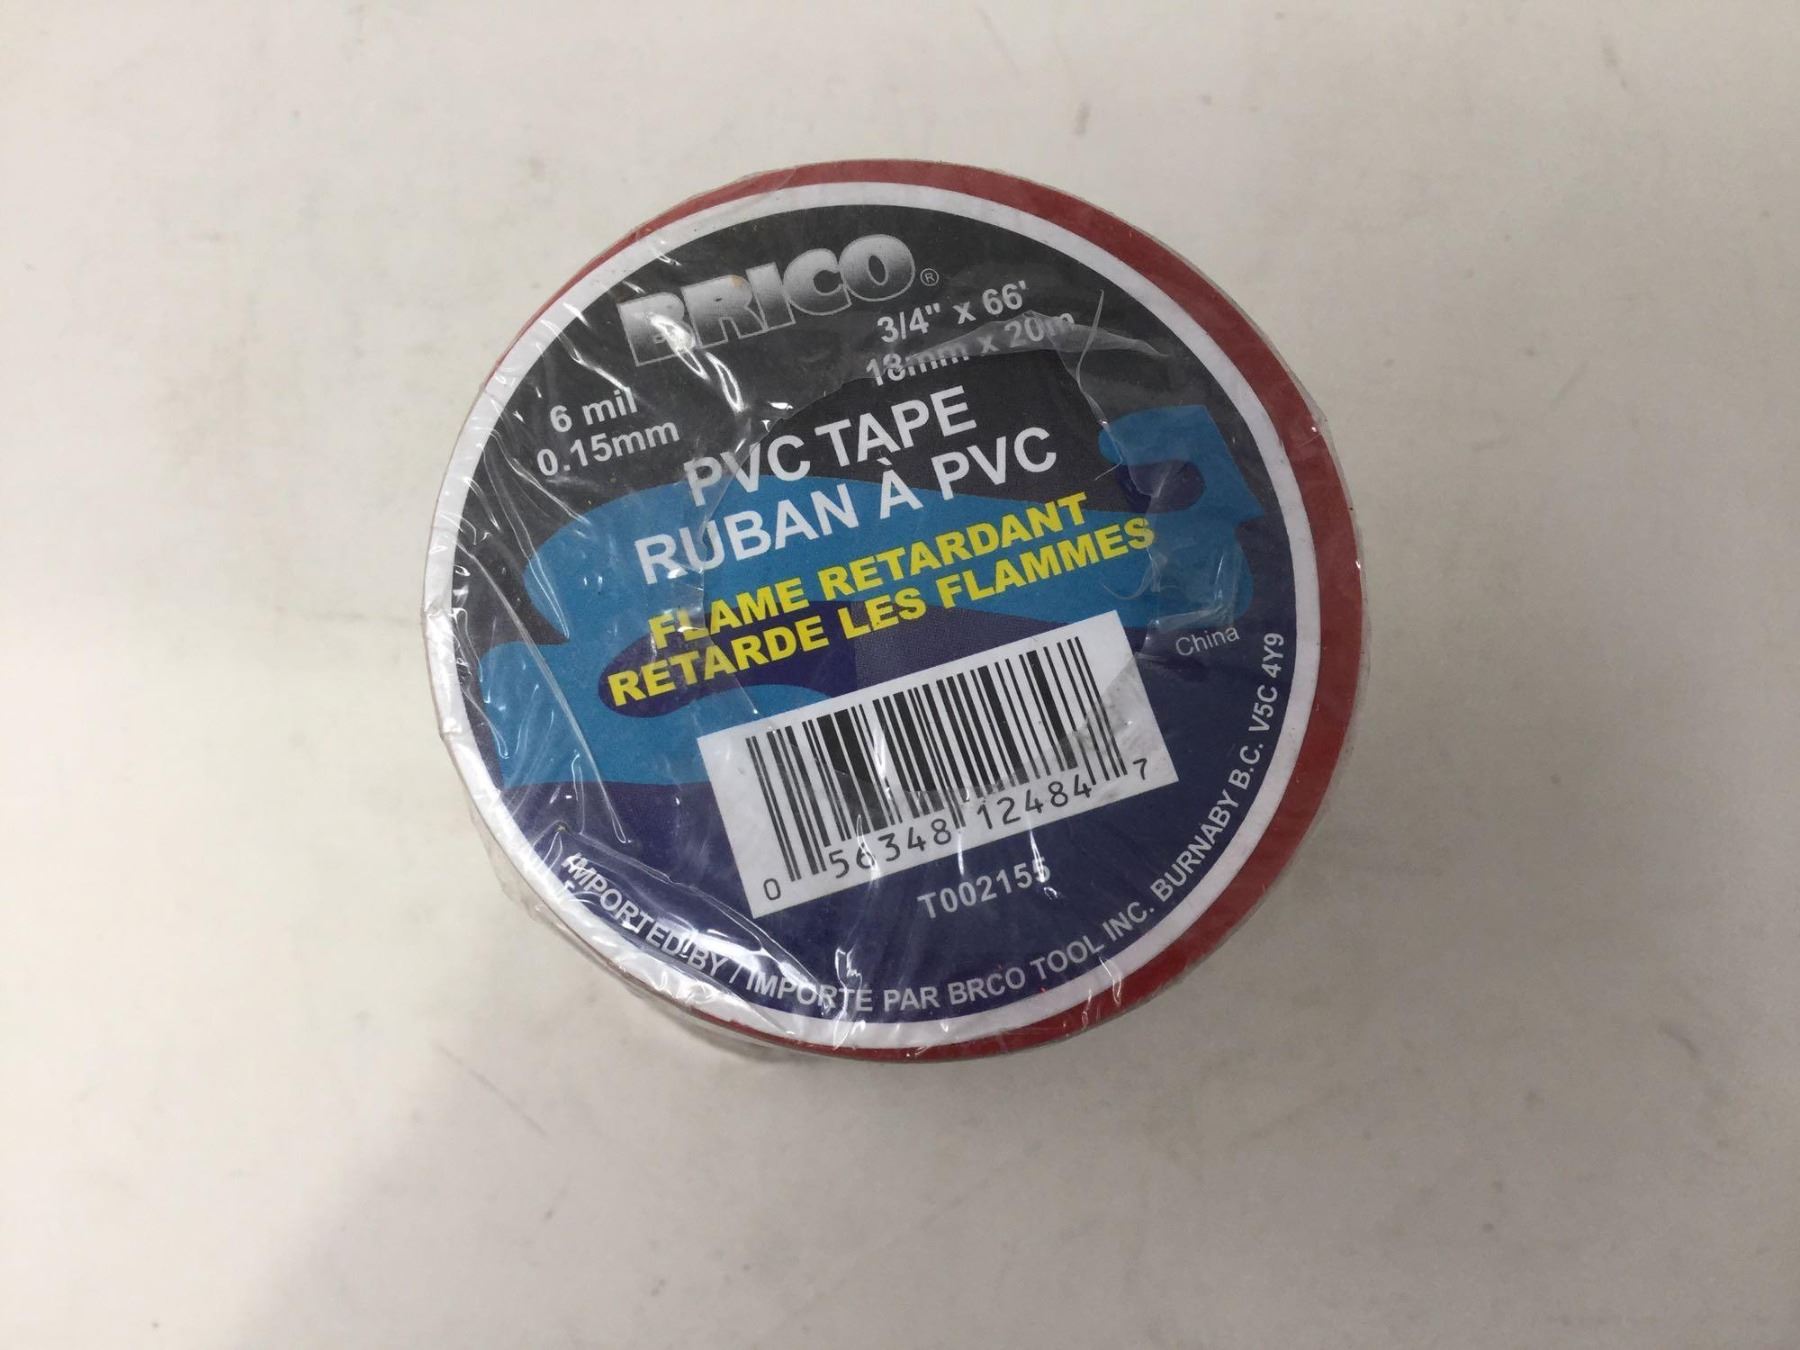 BRICO®
3/4" x 66'
18mm x 20m
6 mil
0.15mm
PVC TAPE
RUBAN À PVC
FLAME RETARDANT
RETARDE LES FLAMMES
China
0 56348 12484 7
T002155
IMPORTED BY / IMPORTE PAR BRCO TOOL INC. BURNABY B.C. V5C 4Y9